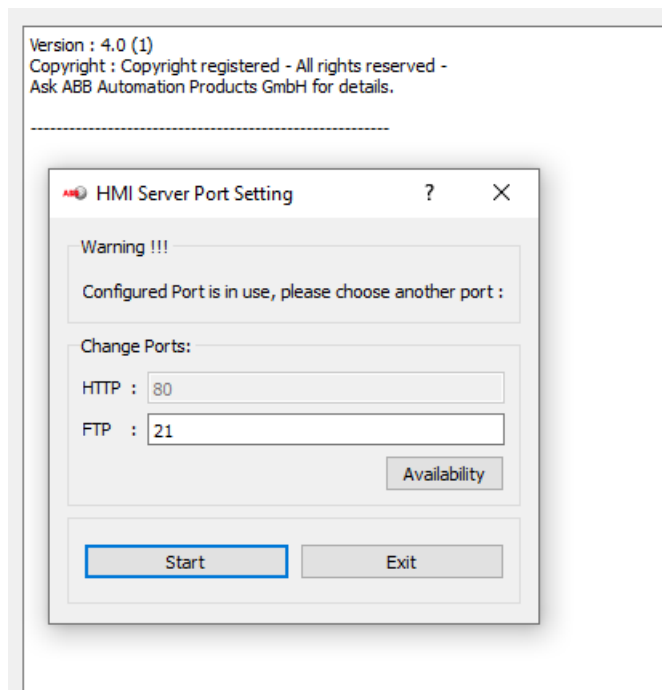 Version : 4.0 (1)
Copyright : Copyright registered - All rights reserved -
Ask ABB Automation Products GmbH for details.
--------------------------------------------------------
ABB HMI Server Port Setting ? X
Warning !!!
Configured Port is in use, please choose another port :
Change Ports:
HTTP : 80
FTP : 21
Availability
Start Exit